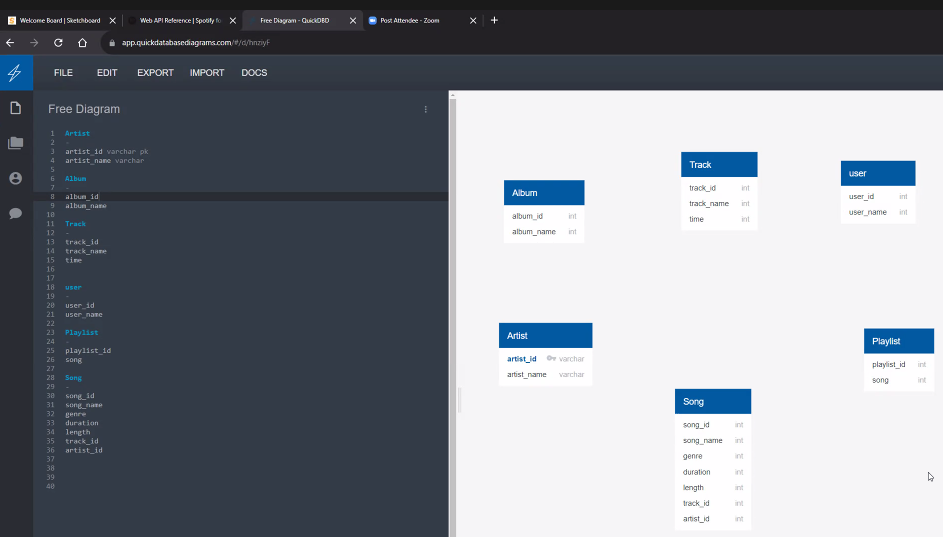 Welcome Board | Sketchboard
Web API Reference | Spotify fo
Free Diagram - QuickDBD
Post Attendee - Zoom
app.quickdatabasediagrams.com/#/d/hnziyF
FILE EDIT EXPORT IMPORT DOCS
Free Diagram
1 Artist
2 -
3 artist_id varchar pk
4 artist_name varchar
5
6 Album
7 -
8 album_id
9 album_name
10
11 Track
12 -
13 track_id
14 track_name
15 time
16
17
18 user
19 -
20 user_id
21 user_name
22
23 Playlist
24 -
25 playlist_id
26 song
27
28 Song
29 -
30 song_id
31 song_name
32 genre
33 duration
34 length
35 track_id
36 artist_id
37
38
39
40
Album
album_id int
album_name int
Track
track_id int
track_name int
time int
user
user_id int
user_name int
Artist
artist_id varchar
artist_name varchar
Playlist
playlist_id int
song int
Song
song_id int
song_name int
genre int
duration int
length int
track_id int
artist_id int